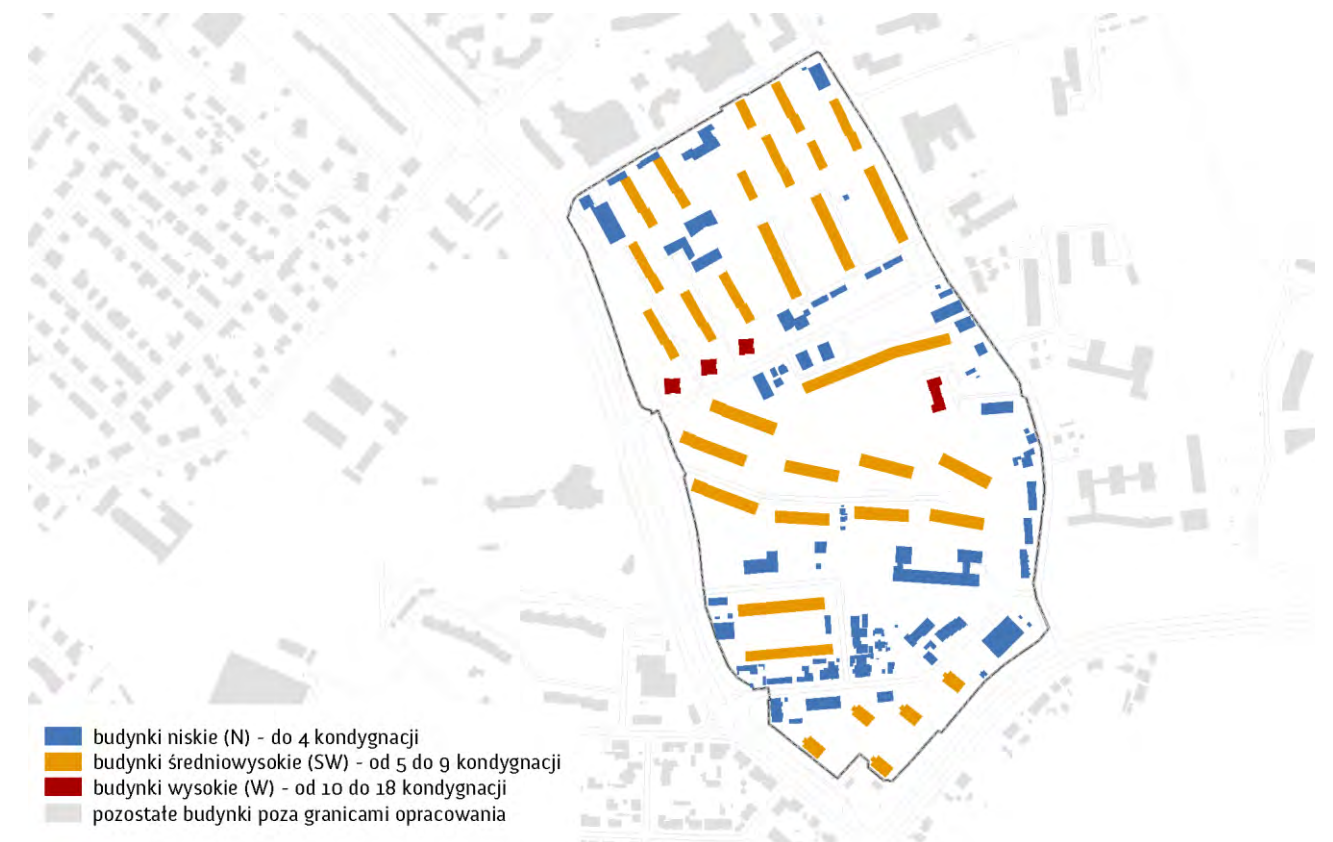 budynki niskie (N) - do 4 kondygnacji
budynki średniowysokie (SW) - od 5 do 9 kondygnacji
budynki wysokie (W) - od 10 do 18 kondygnacji
pozostałe budynki poza granicami opracowania